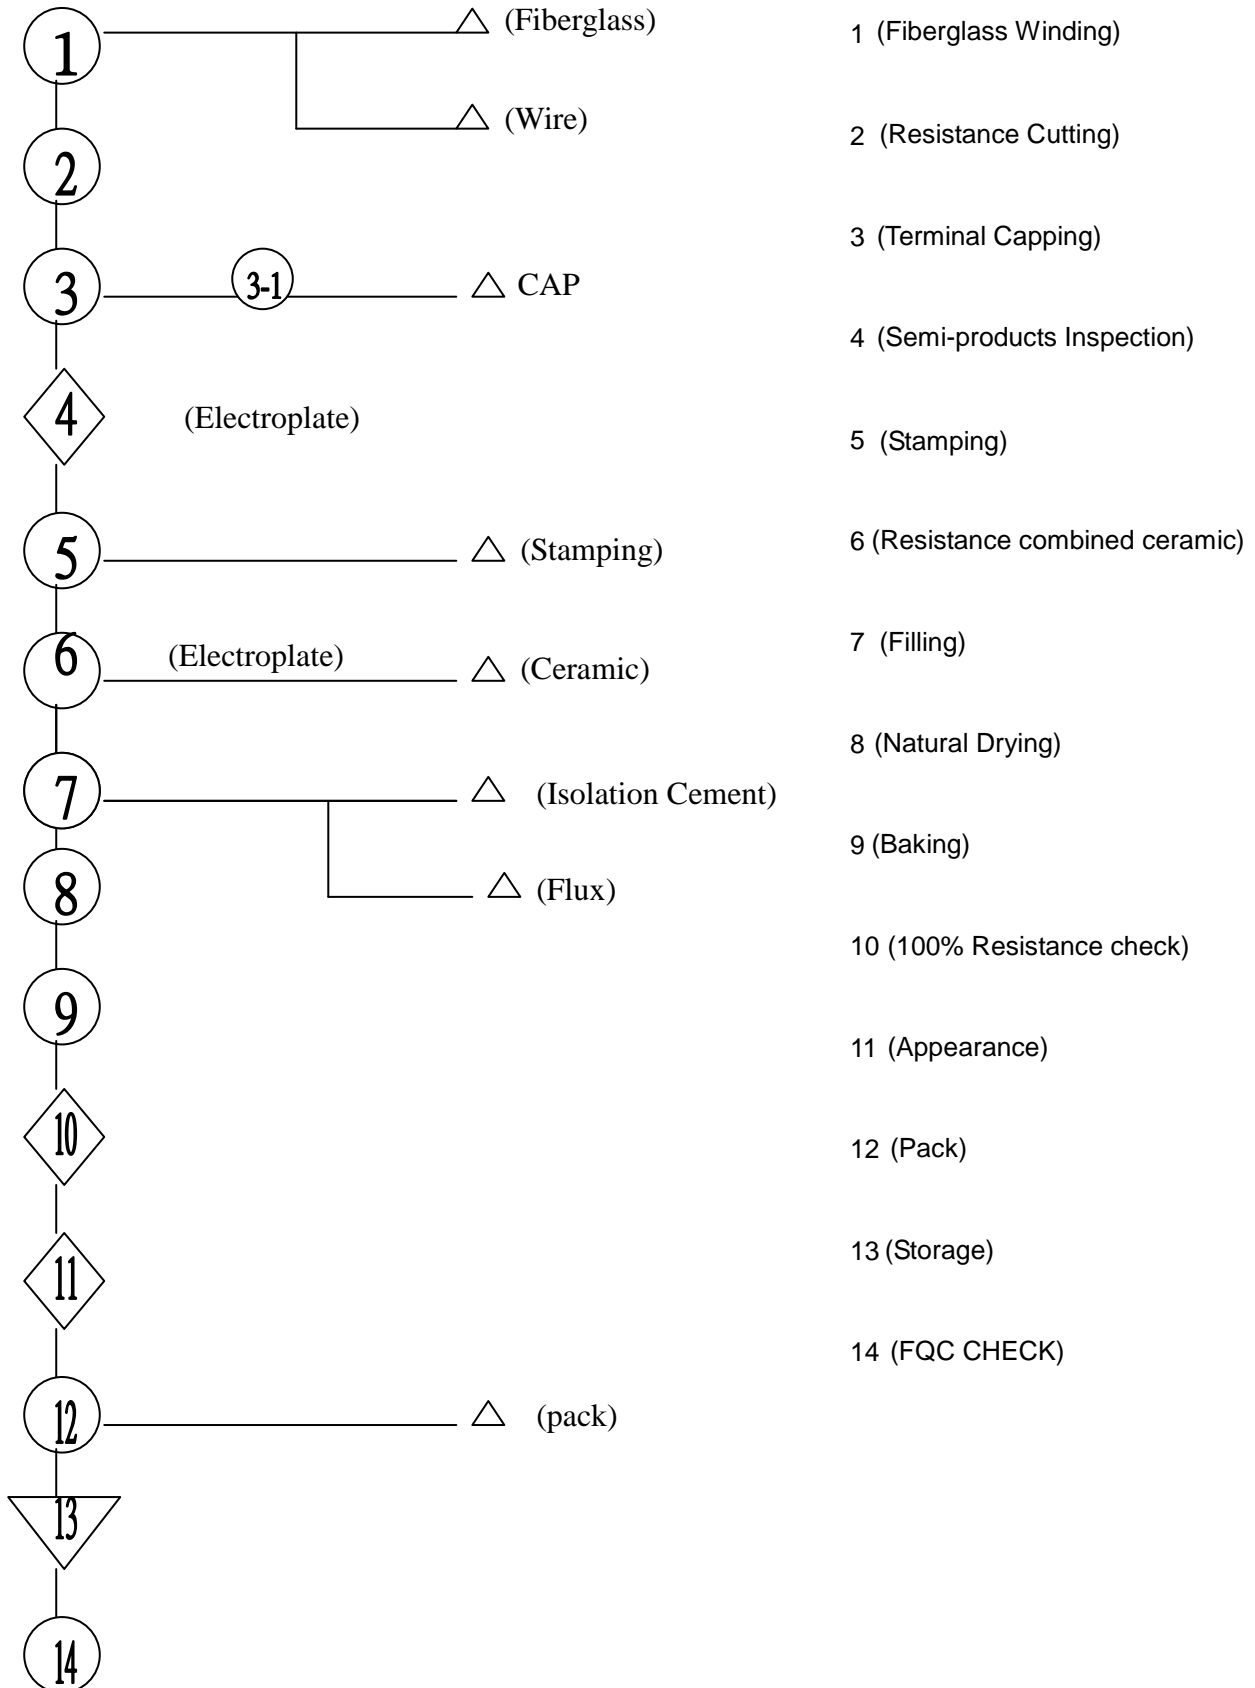 1
(Fiberglass)
1 (Fiberglass Winding)
(Wire)
2 (Resistance Cutting)
2
3 (Terminal Capping)
3
3-1
CAP
4 (Semi-products Inspection)
4
(Electroplate)
5 (Stamping)
5
(Stamping)
6 (Resistance combined ceramic)
6
(Electroplate)
(Ceramic)
7 (Filling)
8 (Natural Drying)
7
(Isolation Cement)
9 (Baking)
8
(Flux)
10 (100% Resistance check)
9
11 (Appearance)
10
12 (Pack)
13 (Storage)
11
14 (FQC CHECK)
12
(pack)
13
14